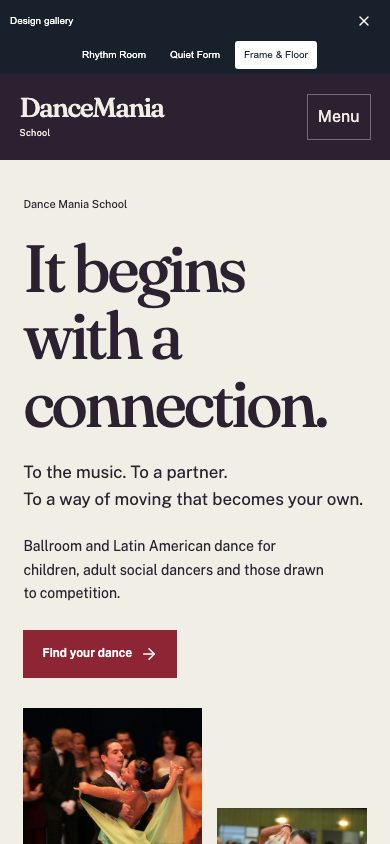 Design gallery
Rhythm Room
Quiet Form
Frame & Floor
DanceMania
School
Menu
Dance Mania School
It begins
with a
connection.
To the music. To a partner.
To a way of moving that becomes your own.
Ballroom and Latin American dance for
children, adult social dancers and those drawn
to competition.
Find your dance